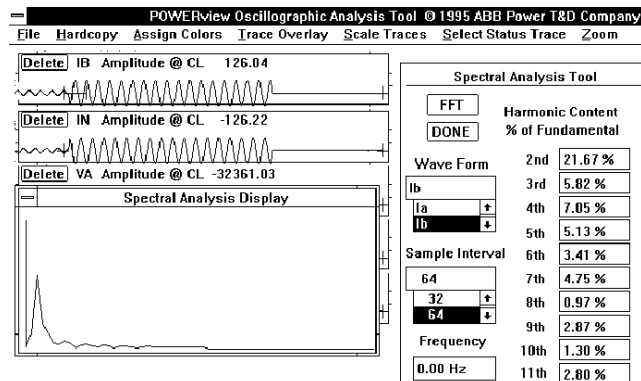 POWERview Oscillographic Analysis Tool © 1995 ABB Power T&D Company
File Hardcopy Assign Colors Trace Overlay Scale Traces Select Status Trace Zoom
Delete IB Amplitude @ CL 126.04
Delete IN Amplitude @ CL -126.22
Delete VA Amplitude @ CL -32361.03
Spectral Analysis Display
Spectral Analysis Tool
FFT
DONE
Harmonic Content
% of Fundamental
Wave Form
Ib
Ia
Ib
Sample Interval
64
32
64
Frequency
0.00 Hz
2nd 21.67 %
3rd 5.82 %
4th 7.05 %
5th 5.13 %
6th 3.41 %
7th 4.75 %
8th 0.97 %
9th 2.87 %
10th 1.30 %
11th 2.80 %